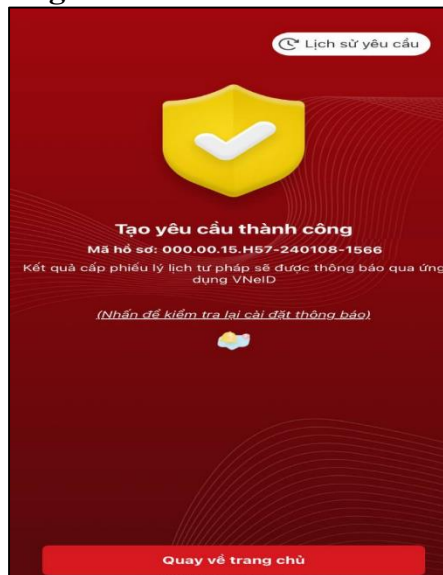 Lịch sử yêu cầu
Tạo yêu cầu thành công
Mã hồ sơ: 000.00.15.H57-240108-1566
Kết quả cấp phiếu lý lịch tư pháp sẽ được thông báo qua ứng
dụng VNeID
(Nhấn để kiểm tra lại cài đặt thông báo)
Quay về trang chủ